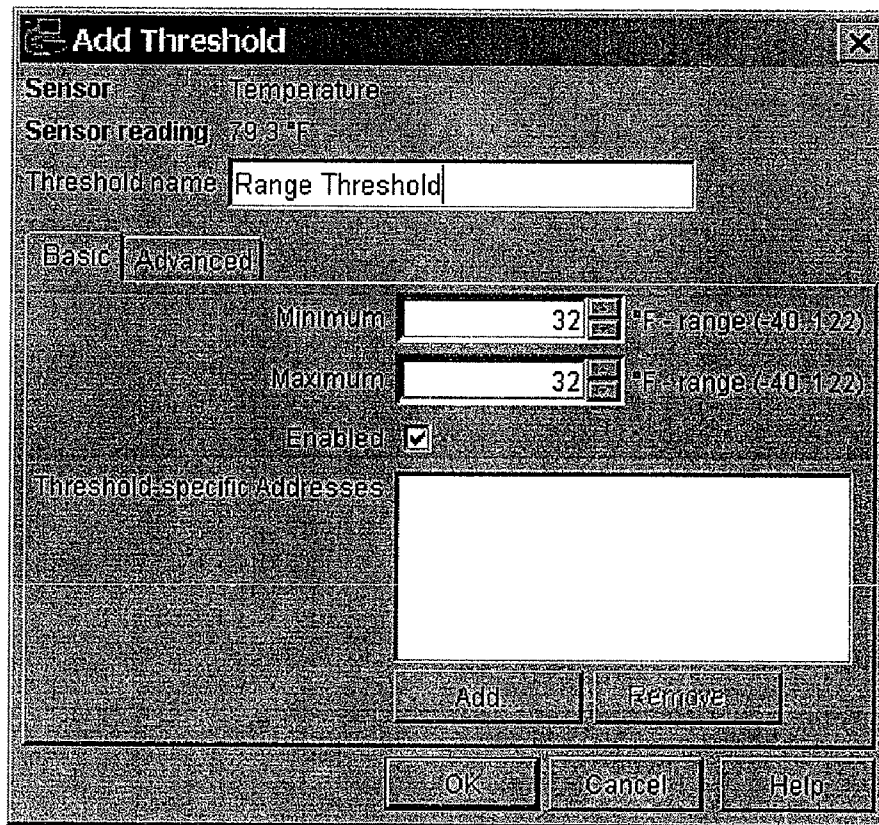 Add Threshold
Sensor Temperature
Sensor reading 79.3 °F
Threshold name Range Threshold
Basic Advanced
Minimum 32 °F - range (-40..122)
Maximum 32 °F - range (-40..122)
Enabled
Threshold-specific Addresses
Add Remove
OK Cancel Help